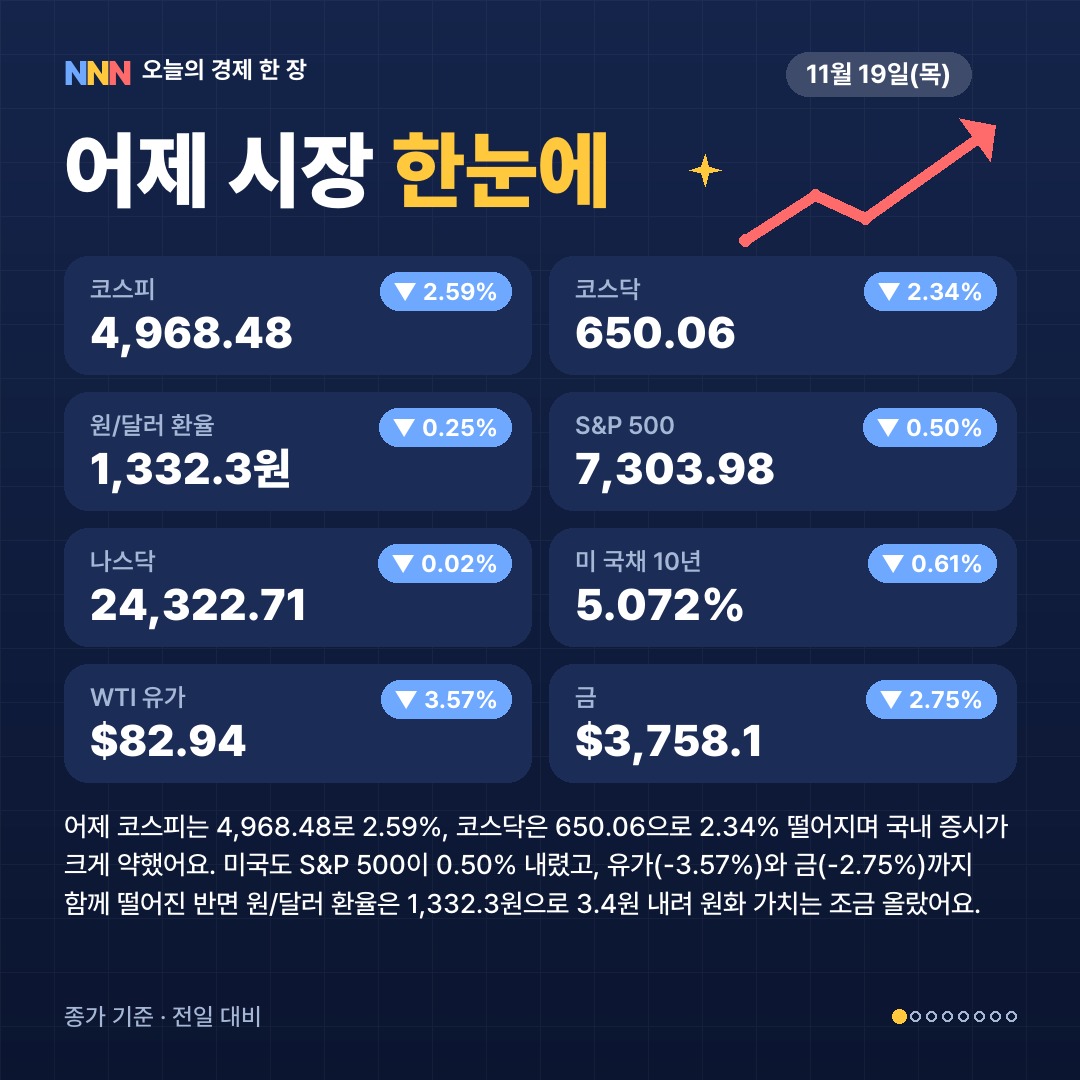 NNN 오늘의 경제 한 장
11월 19일(목)
어제 시장 한눈에
코스피 ▼ 2.59%
4,968.48
코스닥 ▼ 2.34%
650.06
원/달러 환율 ▼ 0.25%
1,332.3원
S&P 500 ▼ 0.50%
7,303.98
나스닥 ▼ 0.02%
24,322.71
미 국채 10년 ▼ 0.61%
5.072%
WTI 유가 ▼ 3.57%
$82.94
금 ▼ 2.75%
$3,758.1
어제 코스피는 4,968.48로 2.59%, 코스닥은 650.06으로 2.34% 떨어지며 국내 증시가
크게 약했어요. 미국도 S&P 500이 0.50% 내렸고, 유가(-3.57%)와 금(-2.75%)까지
함께 떨어진 반면 원/달러 환율은 1,332.3원으로 3.4원 내려 원화 가치는 조금 올랐어요.
종가 기준 · 전일 대비